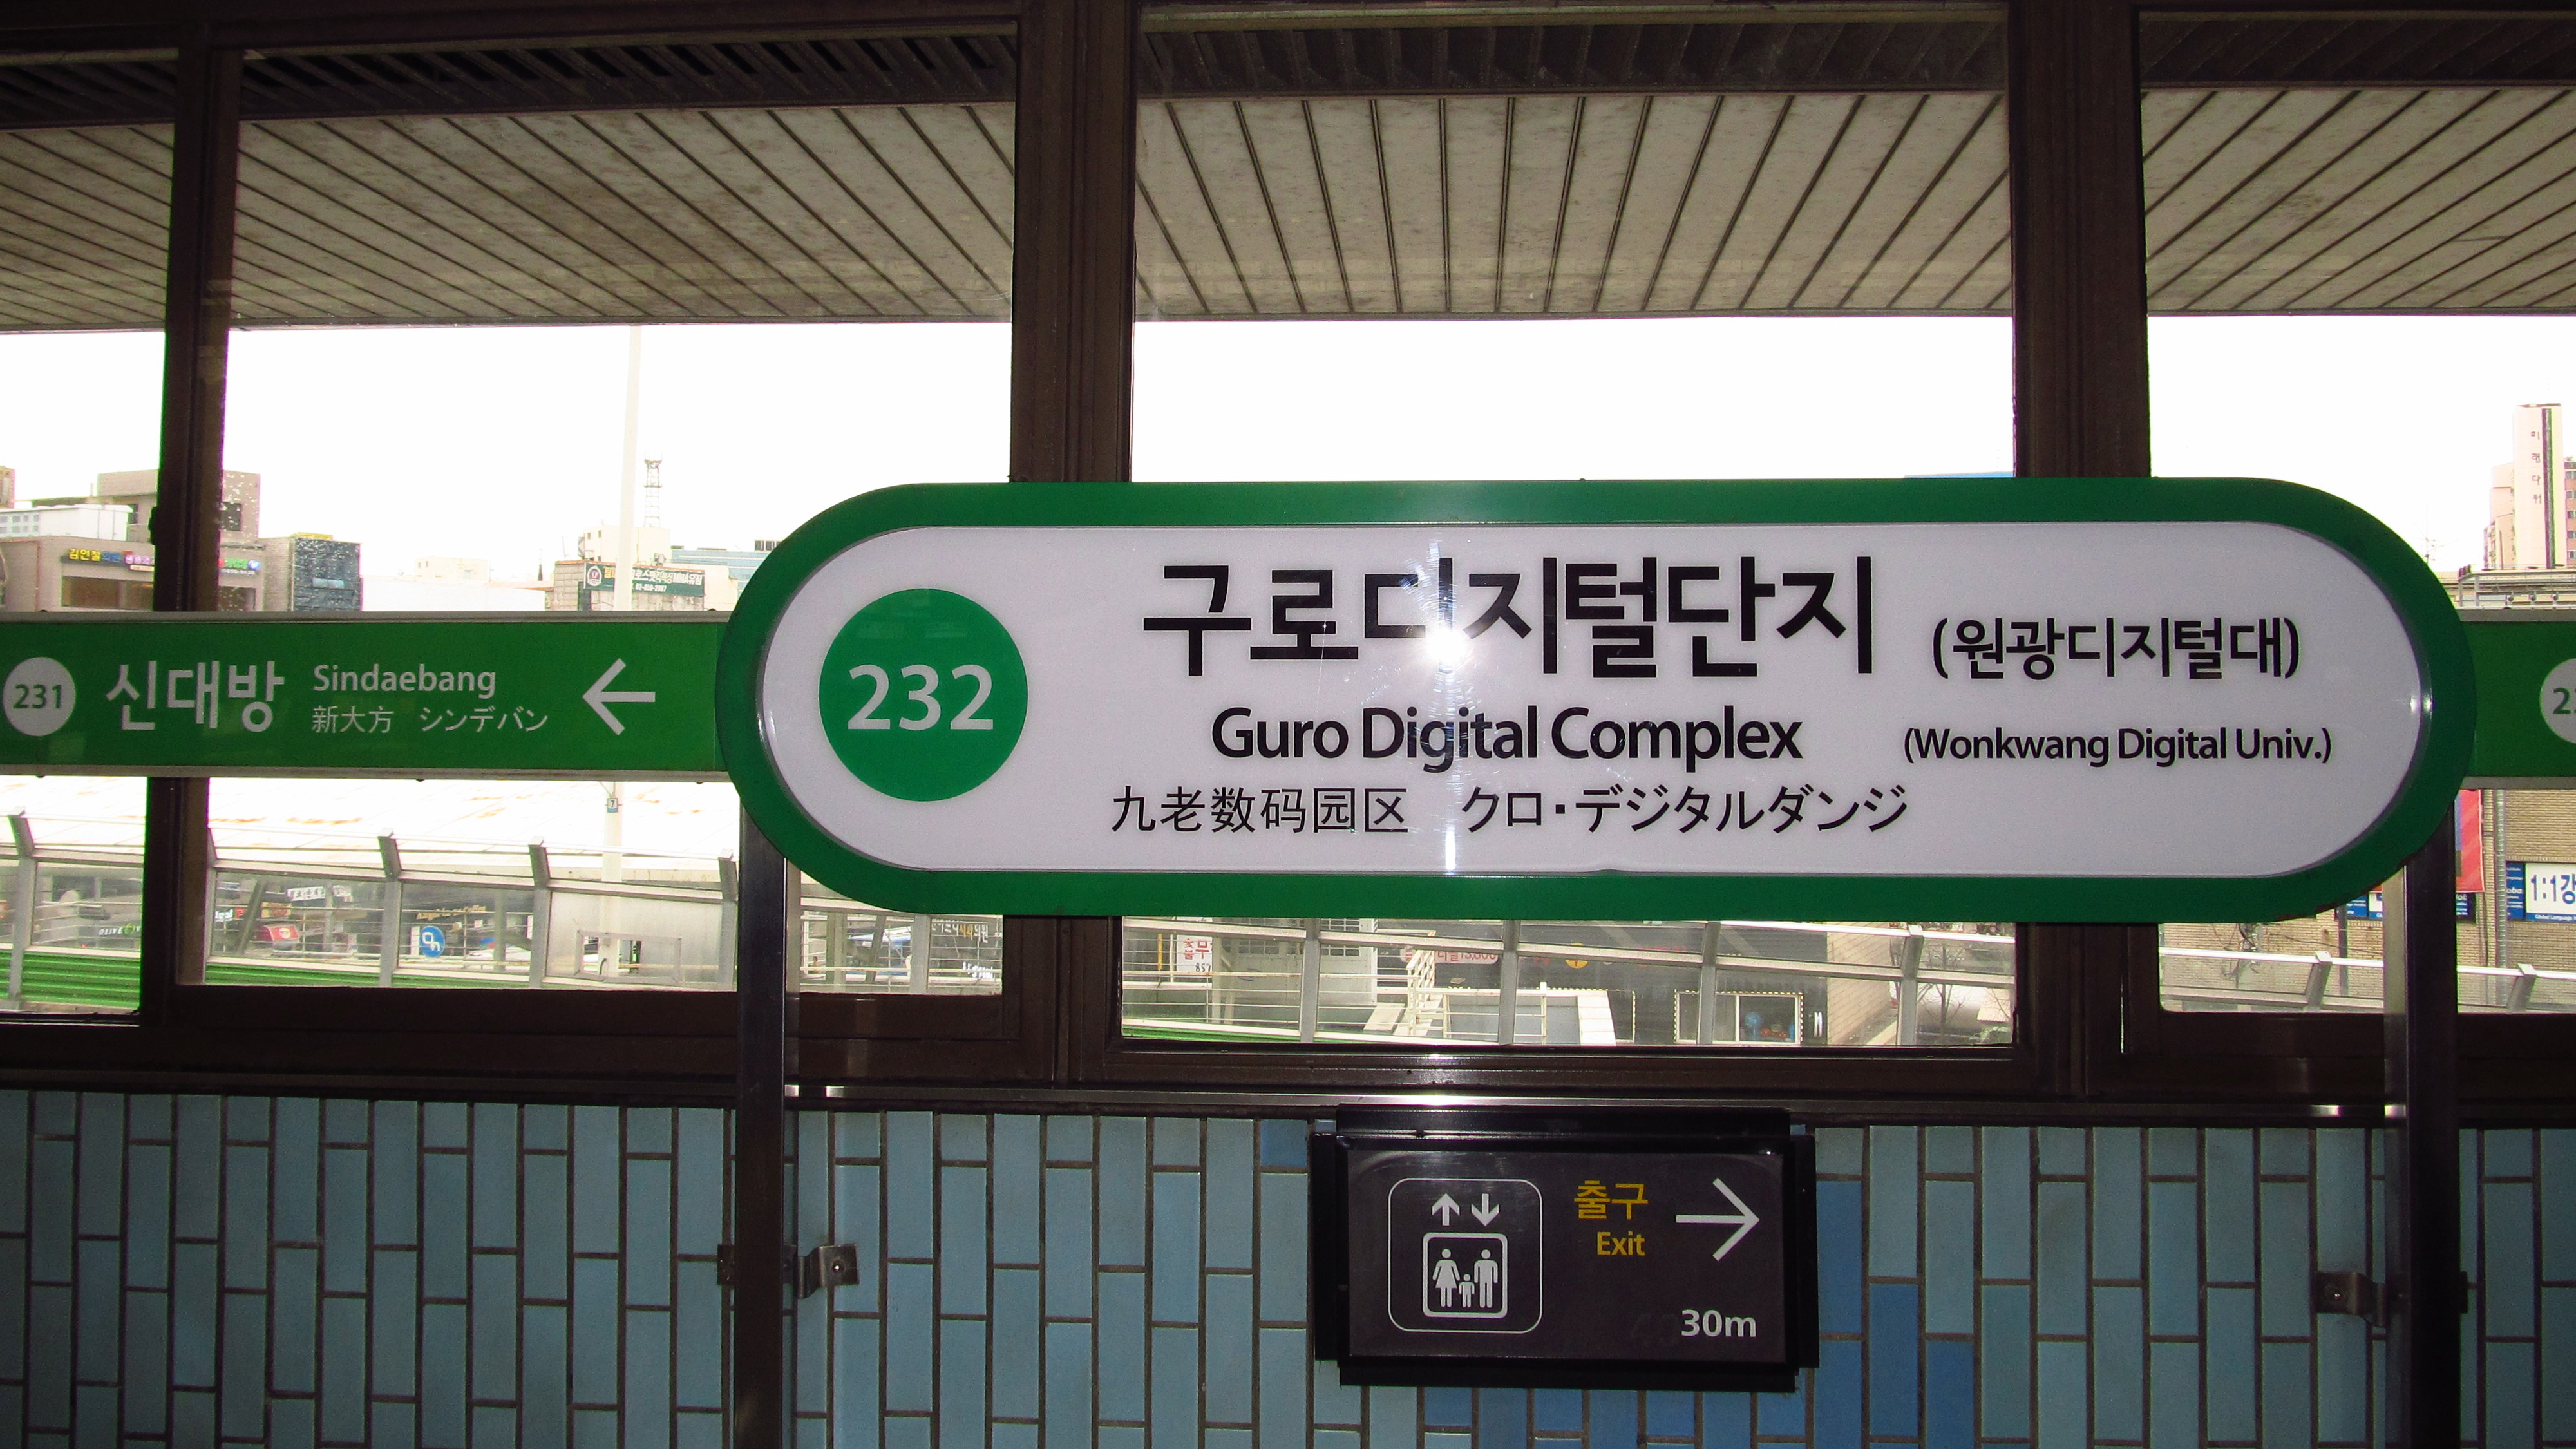 231
신대방
Sindaebang
新大方 シンデバン
232
구로디지털단지 (원광디지털대)
Guro Digital Complex (Wonkwang Digital Univ.)
九老数码园区 クロ・デジタルダンジ
출구
Exit
30m